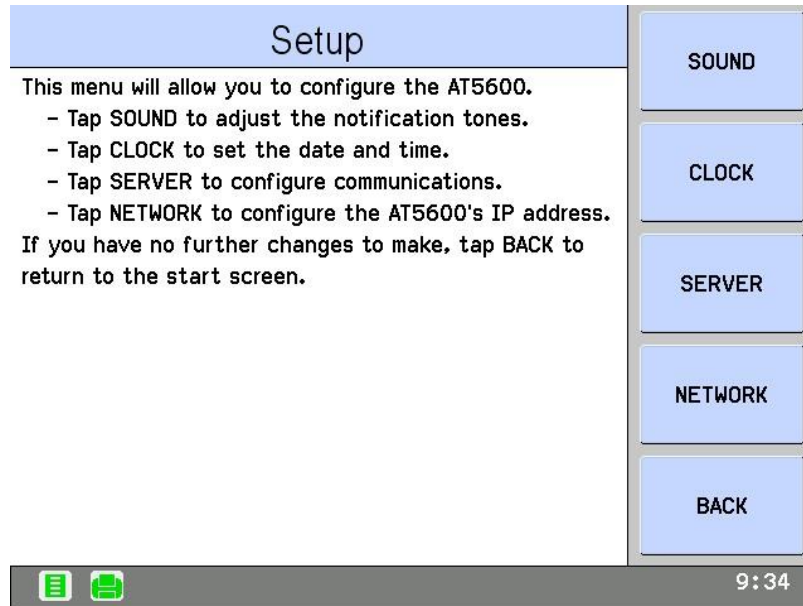 Setup
This menu will allow you to configure the AT5600.
- Tap SOUND to adjust the notification tones.
- Tap CLOCK to set the date and time.
- Tap SERVER to configure communications.
- Tap NETWORK to configure the AT5600's IP address.
If you have no further changes to make, tap BACK to
return to the start screen.
SOUND
CLOCK
SERVER
NETWORK
BACK
9:34